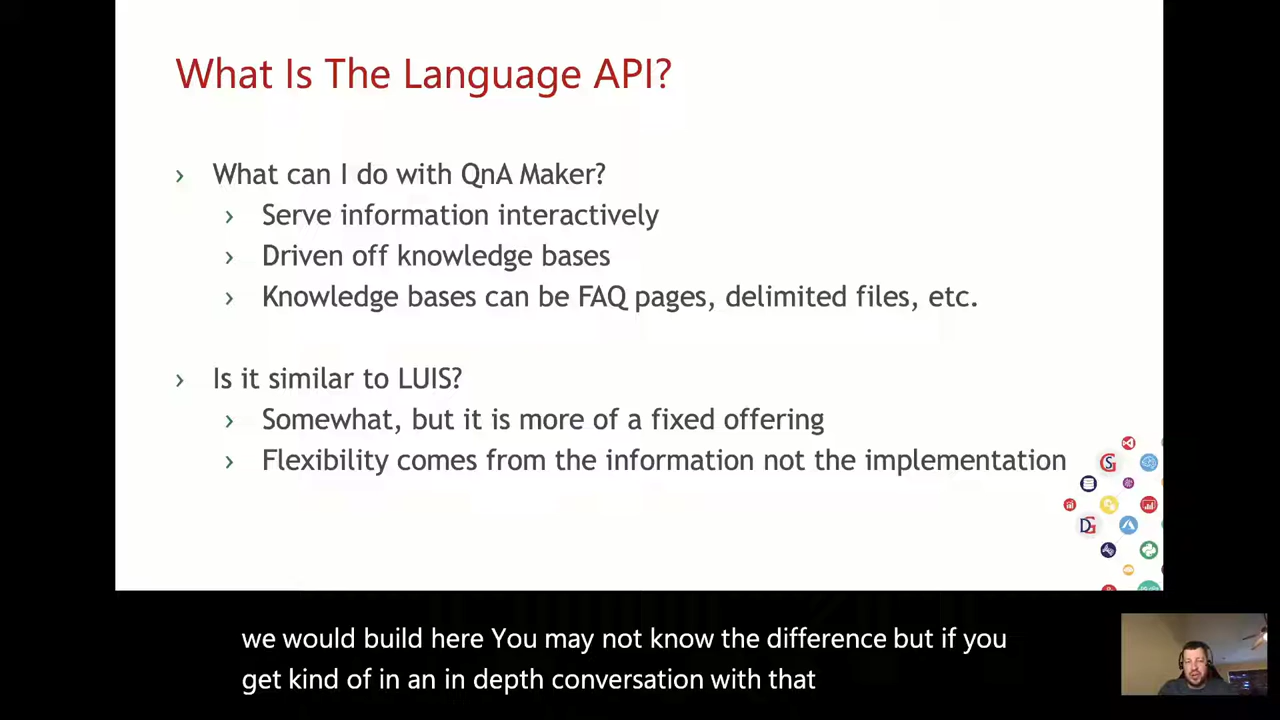 What Is The Language API?
› What can I do with QnA Maker?
› Serve information interactively
› Driven off knowledge bases
› Knowledge bases can be FAQ pages, delimited files, etc.
› Is it similar to LUIS?
› Somewhat, but it is more of a fixed offering
› Flexibility comes from the information not the implementation
SG
DG
we would build here You may not know the difference but if you
get kind of in an in depth conversation with that